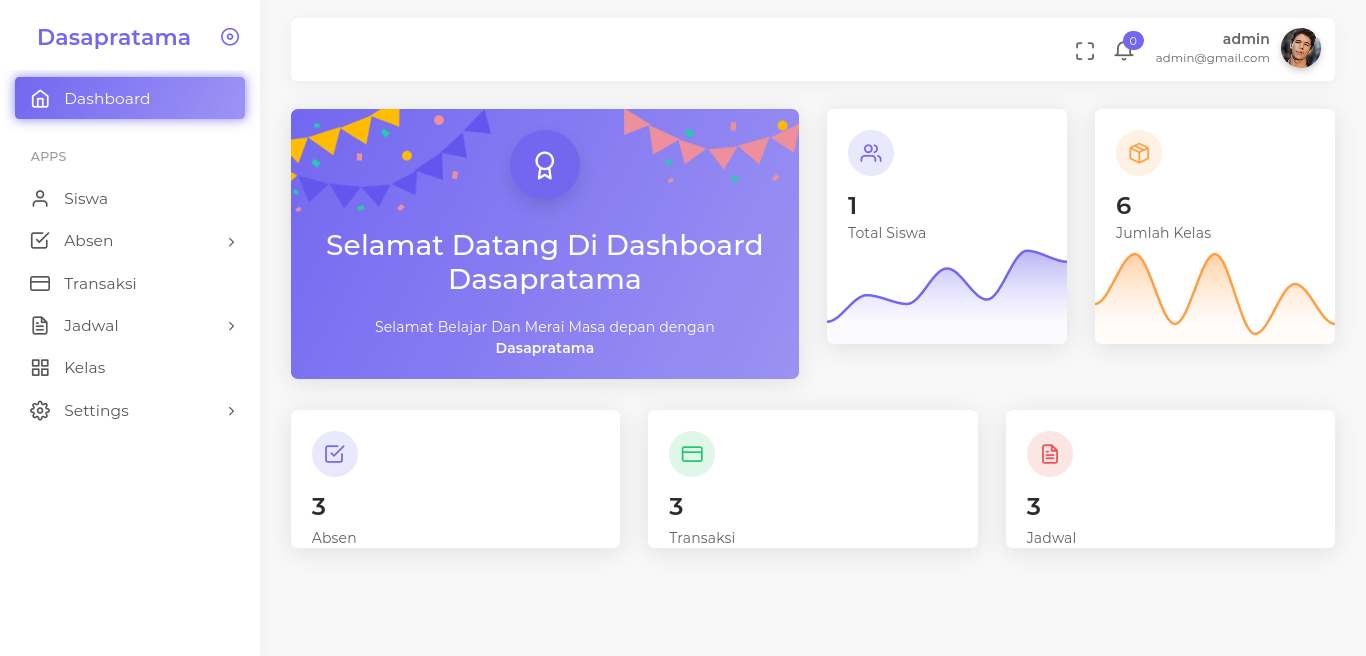 Dasapratama
Dashboard
APPS
Siswa
Absen
Transaksi
Jadwal
Kelas
Settings
0
admin
admin@gmail.com
Selamat Datang Di Dashboard
Dasapratama
Selamat Belajar Dan Merai Masa depan dengan
Dasapratama
1
Total Siswa
6
Jumlah Kelas
3
Absen
3
Transaksi
3
Jadwal